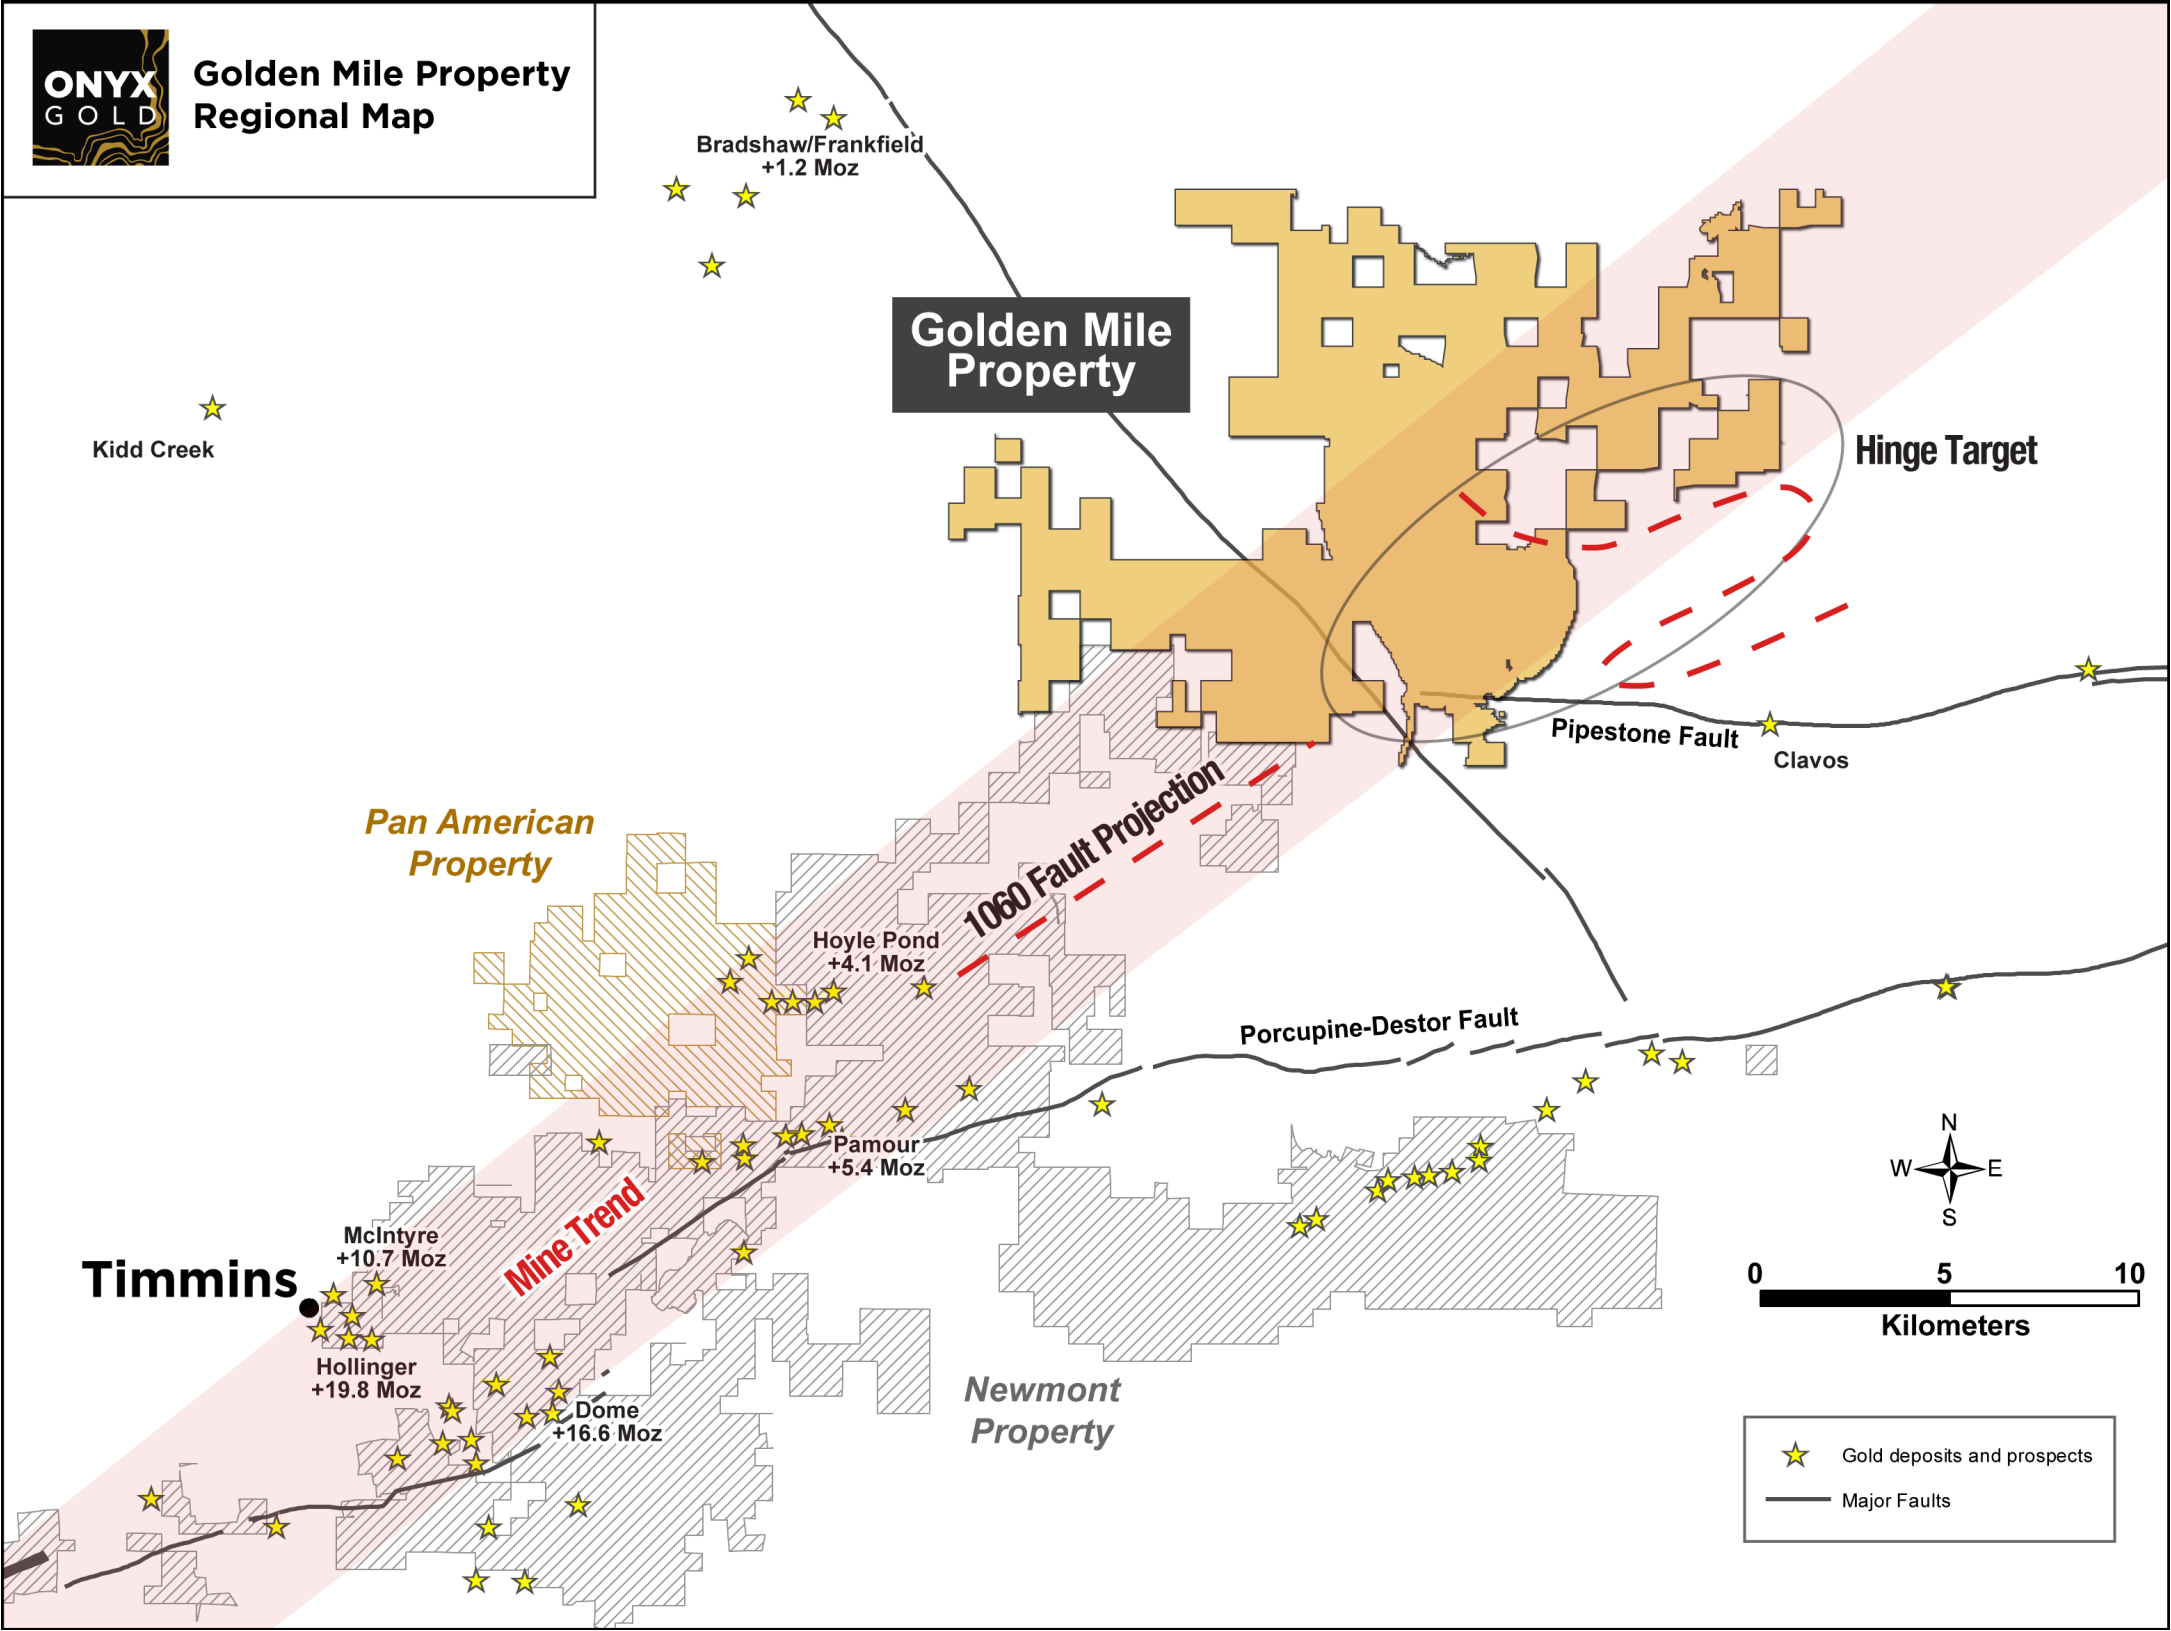 ONYX
GOLD
Golden Mile Property
Regional Map
Bradshaw/Frankfield
+1.2 Moz
Golden Mile
Property
Kidd Creek
Hinge Target
Pipestone Fault
Clavos
Pan American
Property
1060 Fault Projection
Hoyle Pond
+4.1 Moz
Porcupine-Destor Fault
Pamour
+5.4 Moz
N
W
E
S
Mine Trend
McIntyre
+10.7 Moz
Timmins
0
5
10
Kilometers
Hollinger
+19.8 Moz
Dome
+16.6 Moz
Newmont
Property
Gold deposits and prospects
Major Faults